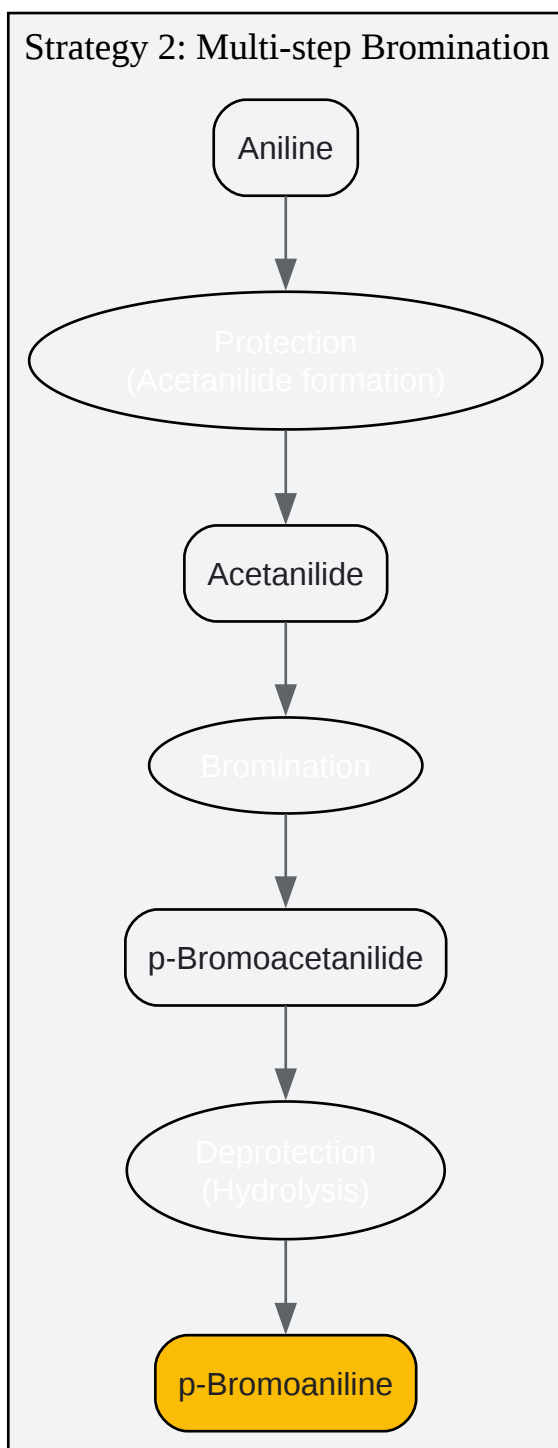 Strategy 2: Multi-step Bromination
Aniline
Protection
(Acetanilide formation)
Acetanilide
Bromination
p-Bromoacetanilide
Deprotection
(Hydrolysis)
p-Bromoaniline